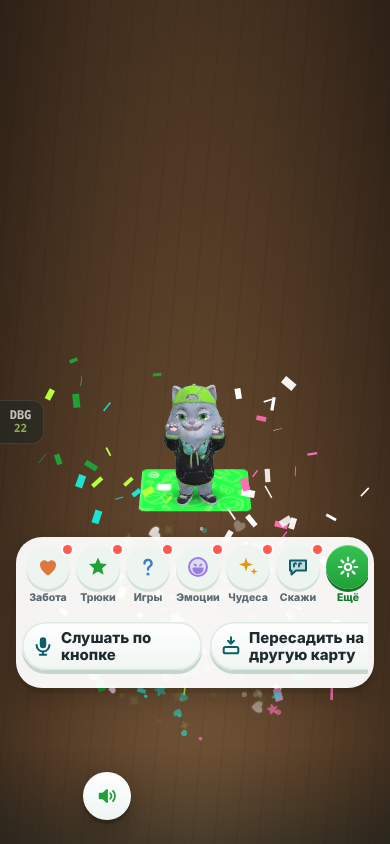 DBG
22
Забота
Трюки
Игры
Эмоции
Чудеса
Скажи
Ещё
Слушать по
кнопке
Пересадить на
другую карту